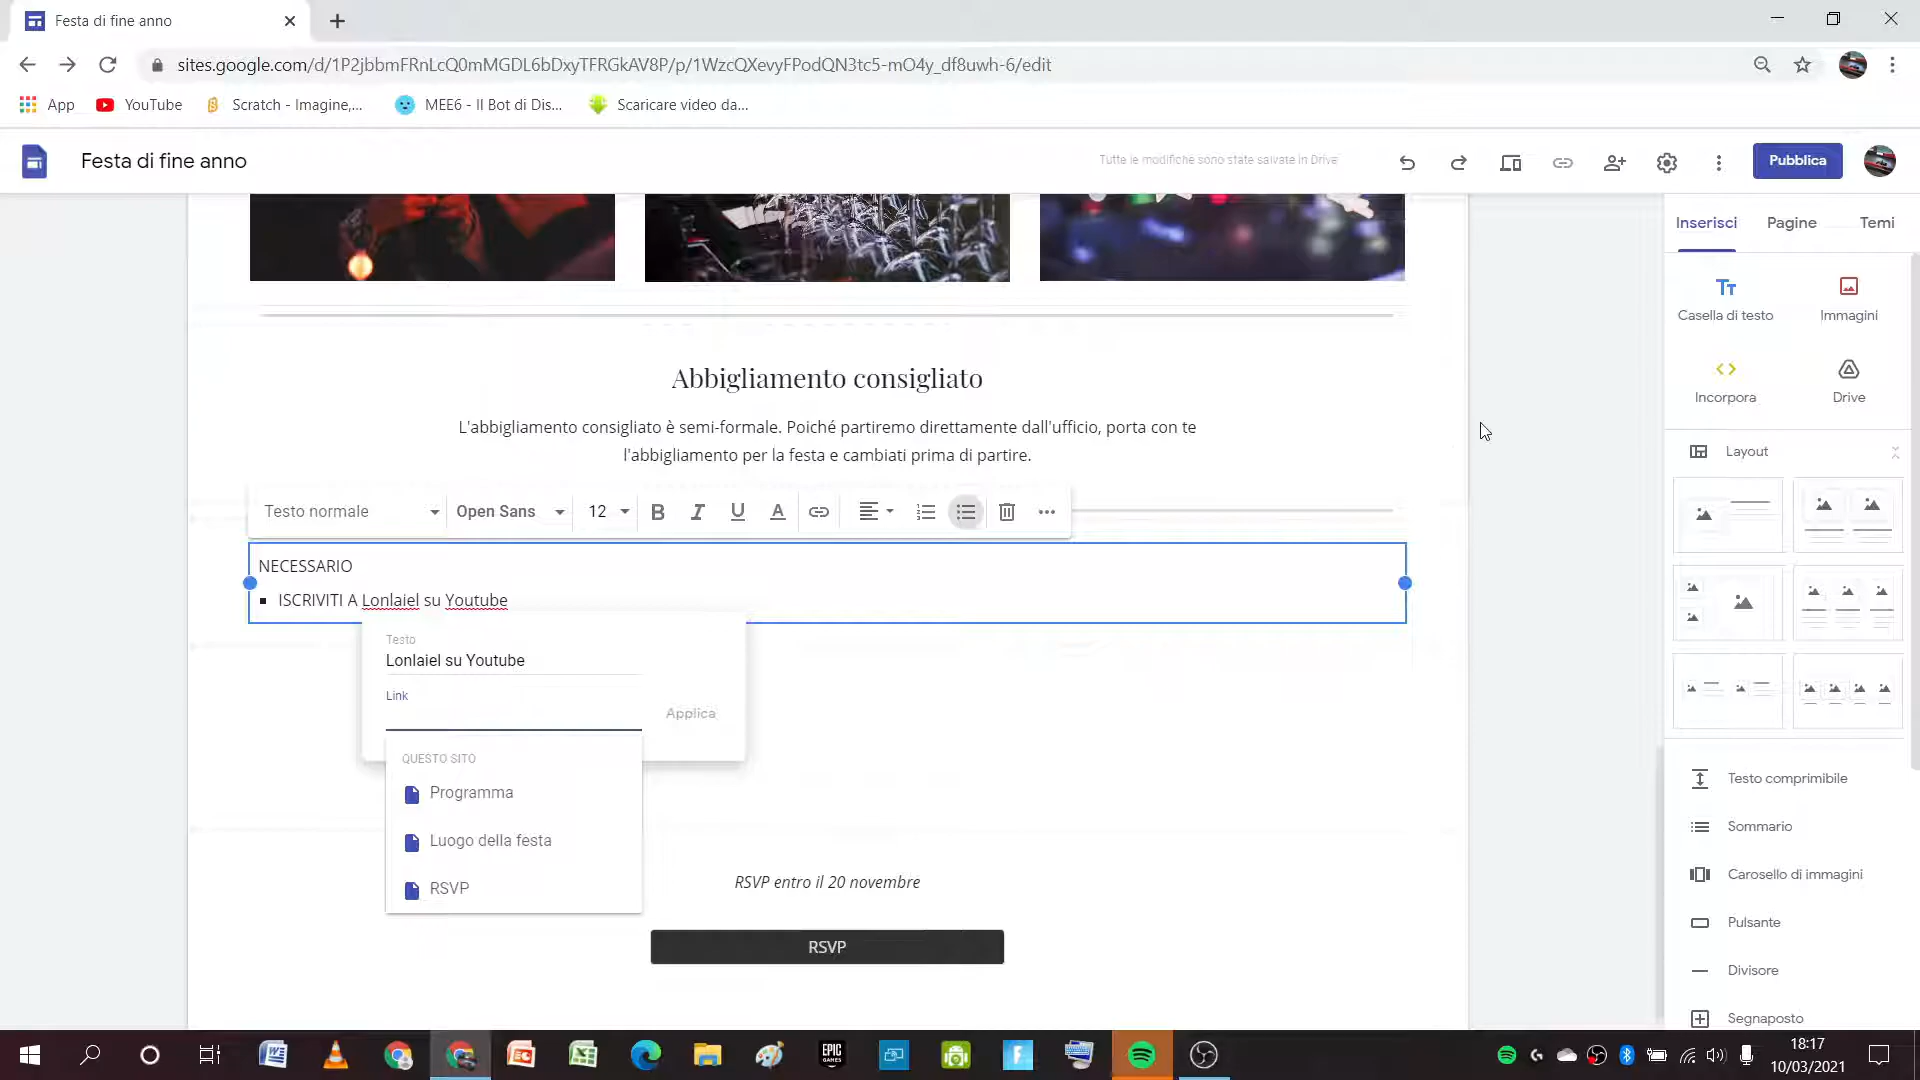 Festa di fine anno
sites.google.com/d/1P2jbbmFRnLcQ0mMGDL6bDxyTFRGkAV8P/p/1WzcQXevyFPodQN3tc5-mO4y_df8uwh-6/edit
App YouTube Scratch - Imagine,... MEE6 - Il Bot di Dis... Scaricare video da...
Festa di fine anno
Tutte le modifiche sono state salvate in Drive
Pubblica
Inserisci Pagine Temi
Casella di testo Immagini
Incorpora Drive
Layout
Abbigliamento consigliato
L'abbigliamento consigliato è semi-formale. Poiché partiremo direttamente dall'ufficio, porta con te
l'abbigliamento per la festa e cambiati prima di partire.
Testo normale Open Sans 12
NECESSARIO
ISCRIVITI A Lonlaiel su Youtube
Testo
Lonlaiel su Youtube
Link
Applica
QUESTO SITO
Programma
Luogo della festa
RSVP
RSVP entro il 20 novembre
RSVP
Testo comprimibile
Sommario
Carosello di immagini
Pulsante
Divisore
Segnaposto
EPIC
GAMES
18:17
10/03/2021